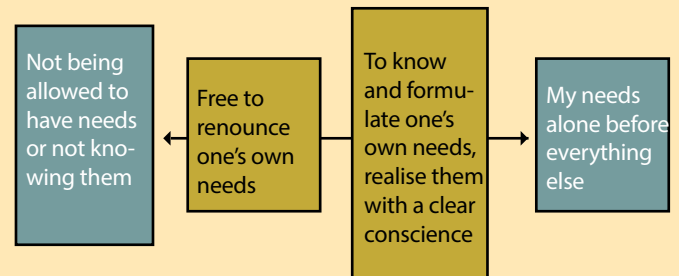 Not being
allowed to
have needs
or not kno-
wing them
Free to
renounce
one's own
needs
To know
and formu-
late one's
own needs,
realise them
with a clear
conscience
My needs
alone before
everything
else